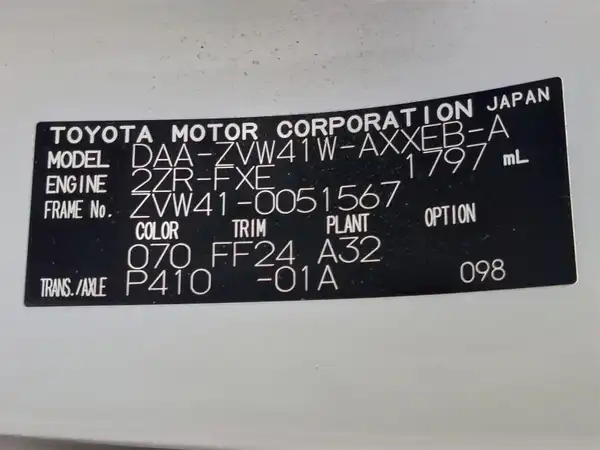 TOYOTA MOTOR CORPORATION JAPAN
MODEL DAA-ZVW41W-AXXEB-A
ENGINE 2ZR-FXE 1797 mL
FRAME No. ZVW41-0051567
COLOR TRIM PLANT OPTION
070 FF24 A32
TRANS./AXLE P410 -01A 098